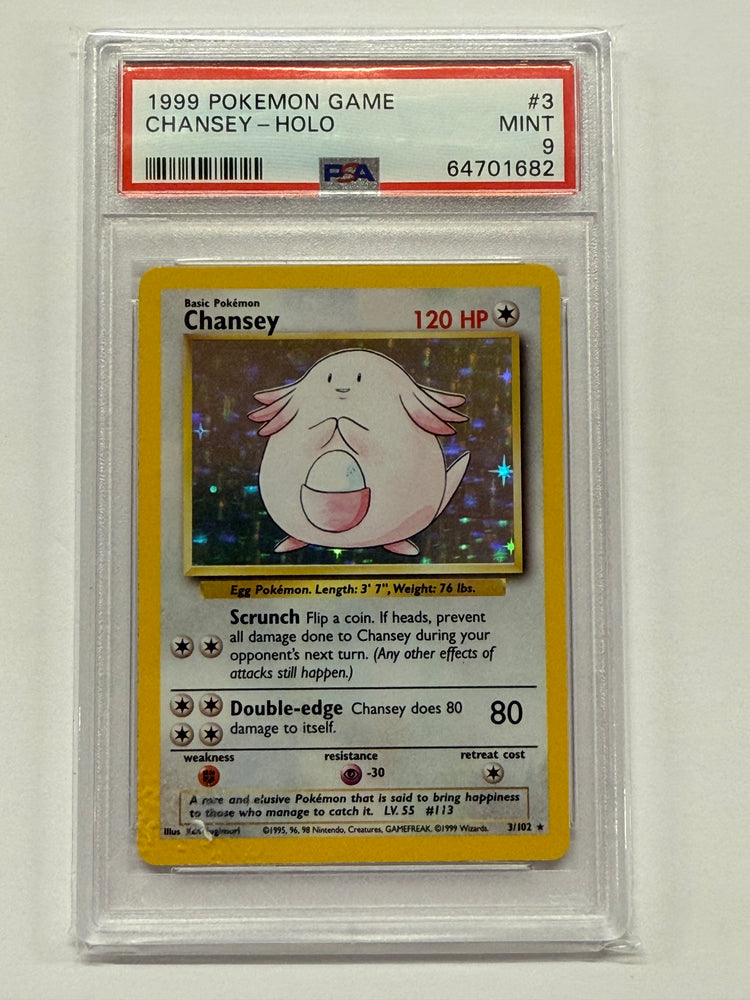 1999 POKEMON GAME #3
CHANSEY – HOLO MINT
9
PSA 64701682
Basic Pokémon
Chansey 120 HP
Egg Pokémon. Length: 3' 7", Weight: 76 lbs.
Scrunch Flip a coin. If heads, prevent
all damage done to Chansey during your
opponent's next turn. (Any other effects of
attacks still happen.)
Double-edge Chansey does 80 80
damage to itself.
weakness resistance retreat cost
-30
A rare and elusive Pokémon that is said to bring happiness
to those who manage to catch it. LV. 55 #113
Illus. Ken Sugimori ©1995, 96, 98 Nintendo, Creatures, GAMEFREAK. ©1999 Wizards. 3/102 ★